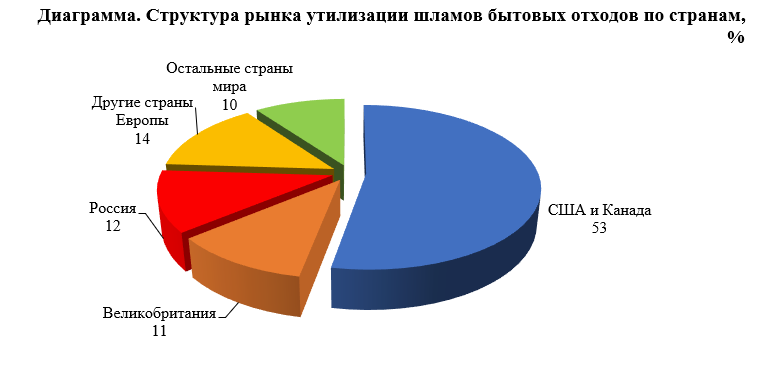 Диаграмма. Структура рынка утилизации шламов бытовых отходов по странам,
%
Остальные страны
мира
10
Другие страны
Европы
14
Россия
12
США и Канада
53
Великобритания
11